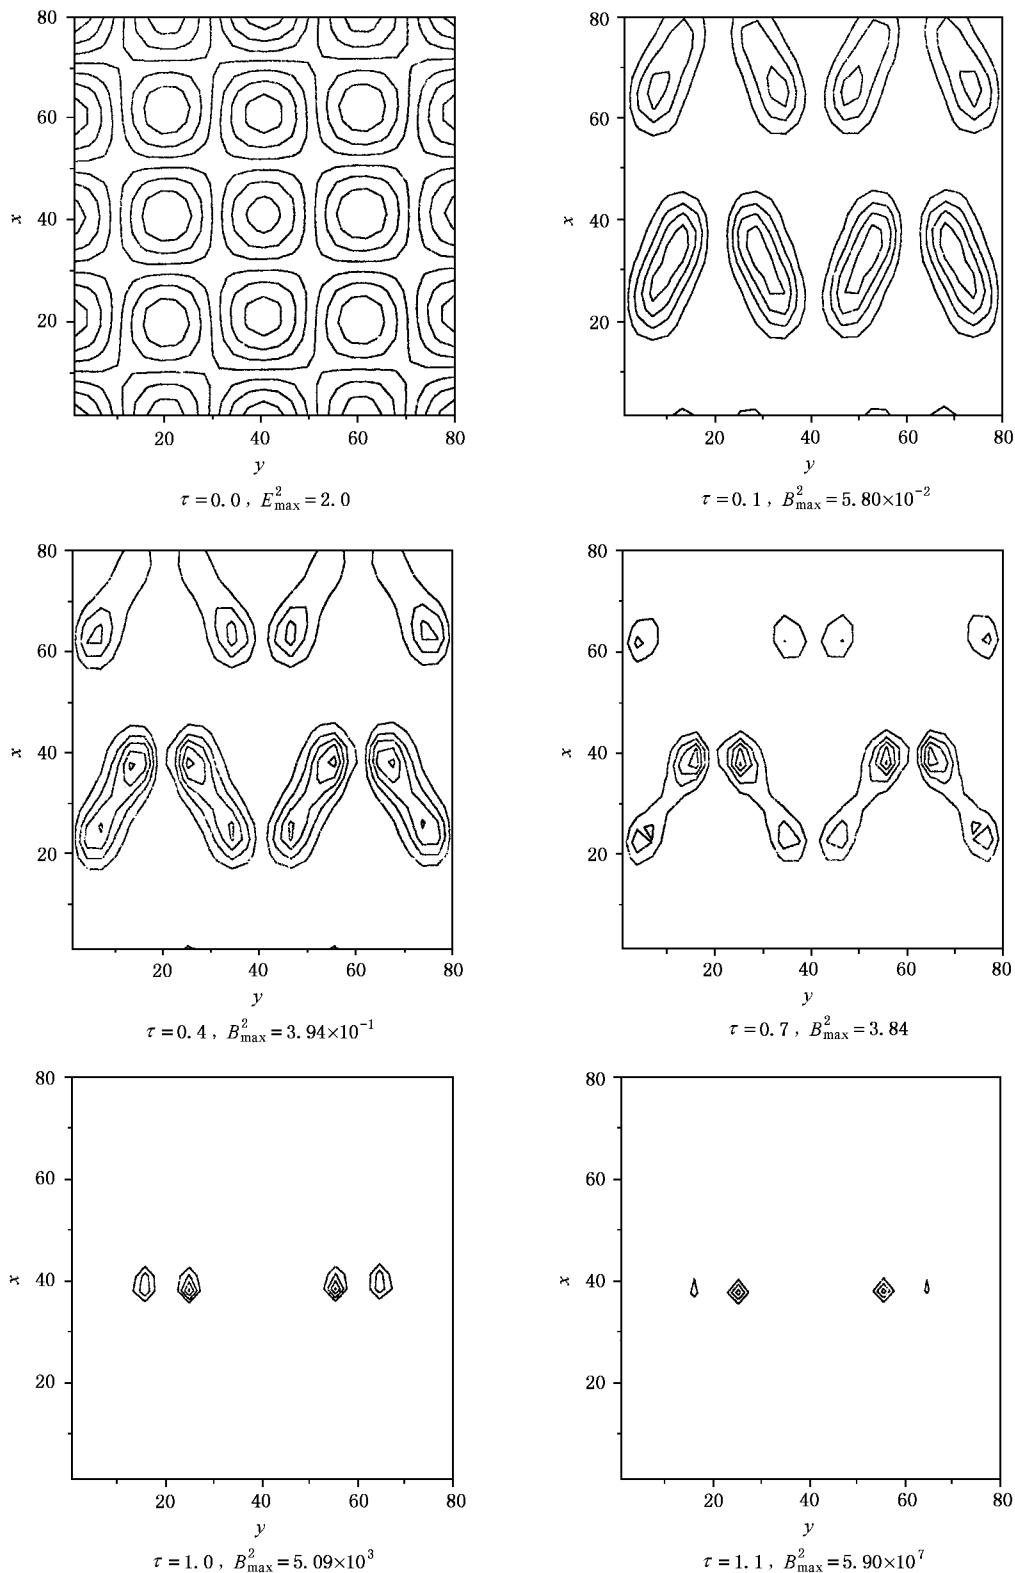 80
60
40
20
x
20 40 60 80
y
τ=0.0, E²max=2.0
80
60
40
20
x
20 40 60 80
y
τ=0.1, B²max=5.80×10⁻²
80
60
40
20
x
20 40 60 80
y
τ=0.4, B²max=3.94×10⁻¹
80
60
40
20
x
20 40 60 80
y
τ=0.7, B²max=3.84
80
60
40
20
x
20 40 60 80
y
τ=1.0, B²max=5.09×10³
80
60
40
20
x
20 40 60 80
y
τ=1.1, B²max=5.90×10⁷